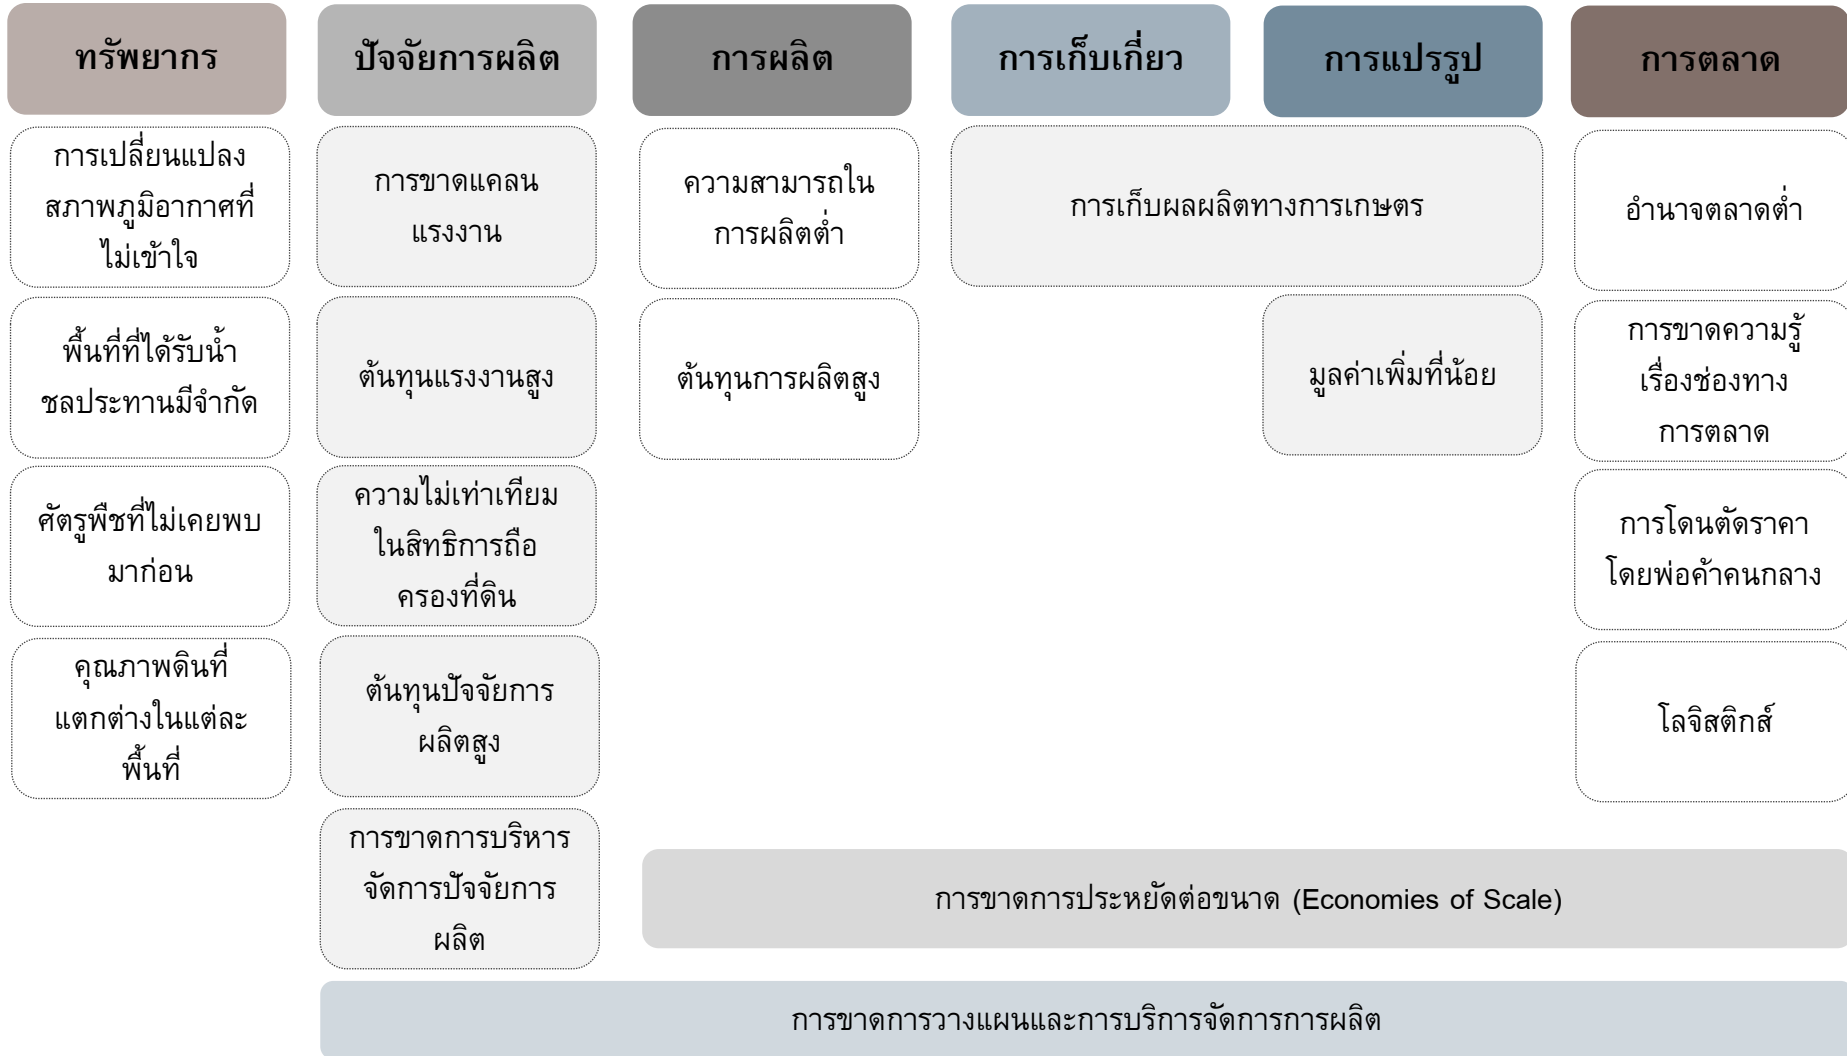 ทรัพยากร
ปัจจัยการผลิต
การผลิต
การเก็บเกี่ยว
การแปรรูป
การตลาด
การเปลี่ยนแปลง
สภาพภูมิอากาศที่
ไม่เข้าใจ
พื้นที่ที่ได้รับน้ำ
ชลประทานมีจำกัด
ศัตรูพืชที่ไม่เคยพบ
มาก่อน
คุณภาพดินที่
แตกต่างในแต่ละ
พื้นที่
การขาดแคลน
แรงงาน
ต้นทุนแรงงานสูง
ความไม่เท่าเทียม
ในสิทธิการถือ
ครองที่ดิน
ต้นทุนปัจจัยการ
ผลิตสูง
การขาดการบริหาร
จัดการปัจจัยการ
ผลิต
ความสามารถใน
การผลิตต่ำ
ต้นทุนการผลิตสูง
การเก็บผลผลิตทางการเกษตร
มูลค่าเพิ่มที่น้อย
อำนาจตลาดต่ำ
การขาดความรู้
เรื่องช่องทาง
การตลาด
การโดนตัดราคา
โดยพ่อค้าคนกลาง
โลจิสติกส์
การขาดการประหยัดต่อขนาด (Economies of Scale)
การขาดการวางแผนและการบริการจัดการการผลิต